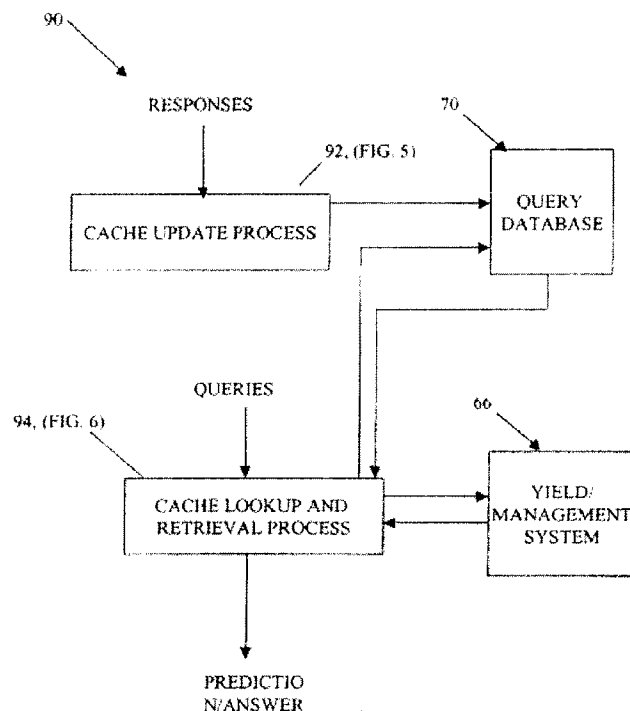 90
RESPONSES
70
92, (FIG. 5)
CACHE UPDATE PROCESS
QUERY
DATABASE
QUERIES
94, (FIG. 6)
66
CACHE LOOKUP AND
RETRIEVAL PROCESS
YIELD/
MANAGEMENT
SYSTEM
PREDICTIO
N/ANSWER